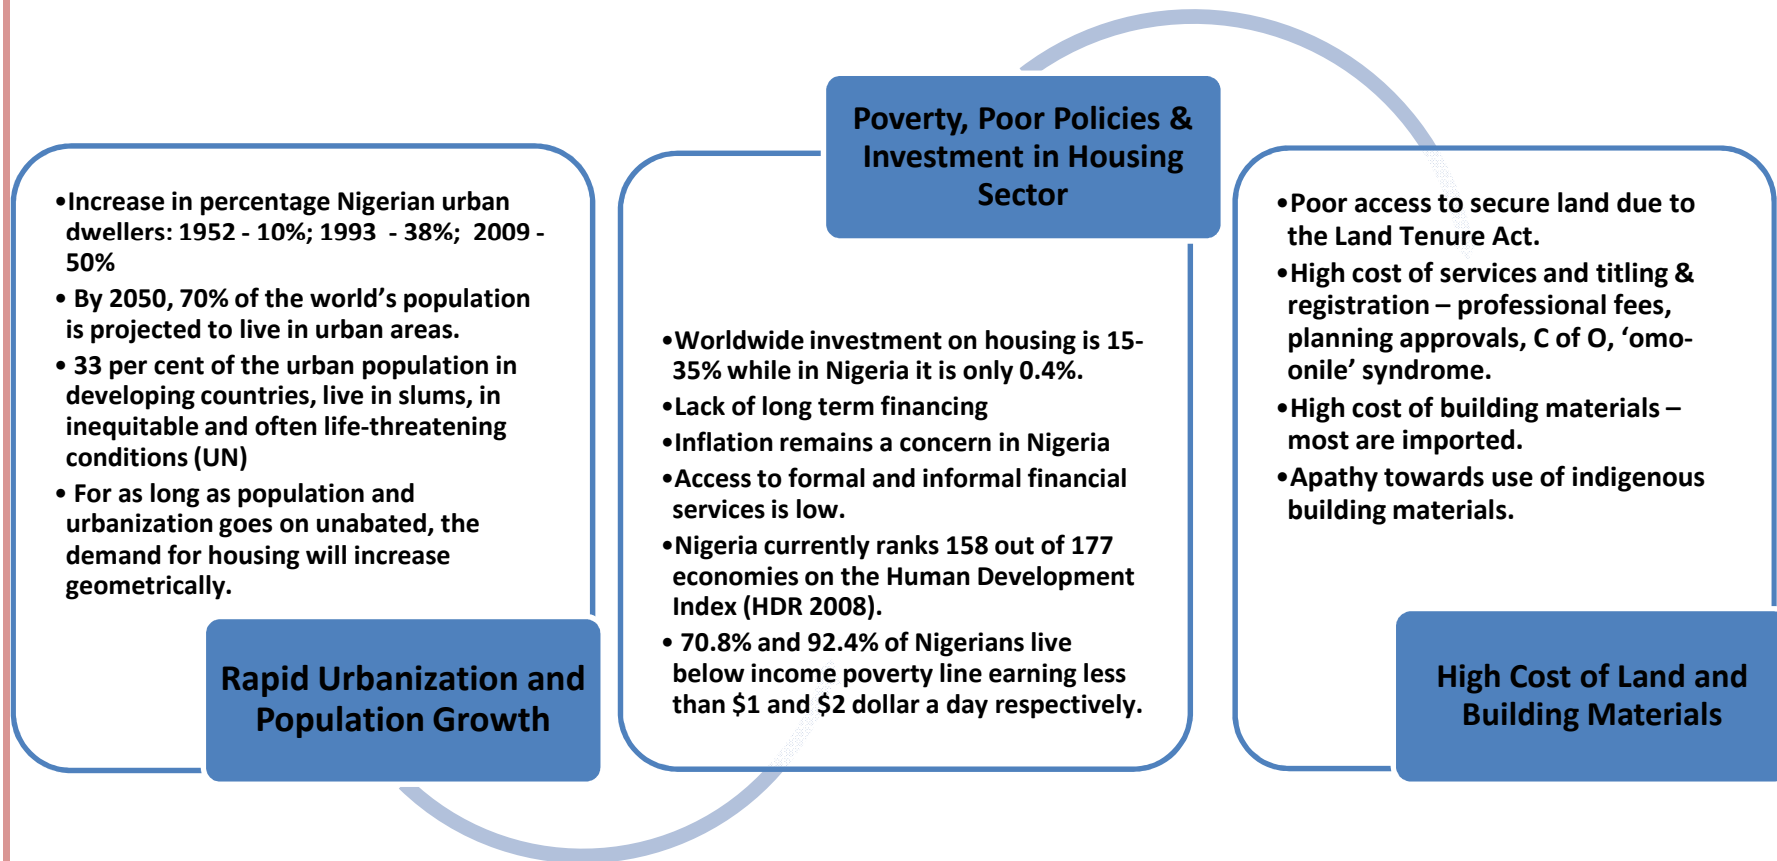 •Increase in percentage Nigerian urban
dwellers: 1952 - 10%; 1993 - 38%; 2009 -
50%
• By 2050, 70% of the world’s population
is projected to live in urban areas.
• 33 per cent of the urban population in
developing countries, live in slums, in
inequitable and often life-threatening
conditions (UN)
• For as long as population and
urbanization goes on unabated, the
demand for housing will increase
geometrically.
Rapid Urbanization and
Population Growth
Poverty, Poor Policies &
Investment in Housing
Sector
•Worldwide investment on housing is 15-
35% while in Nigeria it is only 0.4%.
•Lack of long term financing
•Inflation remains a concern in Nigeria
•Access to formal and informal financial
services is low.
•Nigeria currently ranks 158 out of 177
economies on the Human Development
Index (HDR 2008).
• 70.8% and 92.4% of Nigerians live
below income poverty line earning less
than $1 and $2 dollar a day respectively.
•Poor access to secure land due to
the Land Tenure Act.
•High cost of services and titling &
registration – professional fees,
planning approvals, C of O, ‘omo-
onile’ syndrome.
•High cost of building materials –
most are imported.
•Apathy towards use of indigenous
building materials.
High Cost of Land and
Building Materials